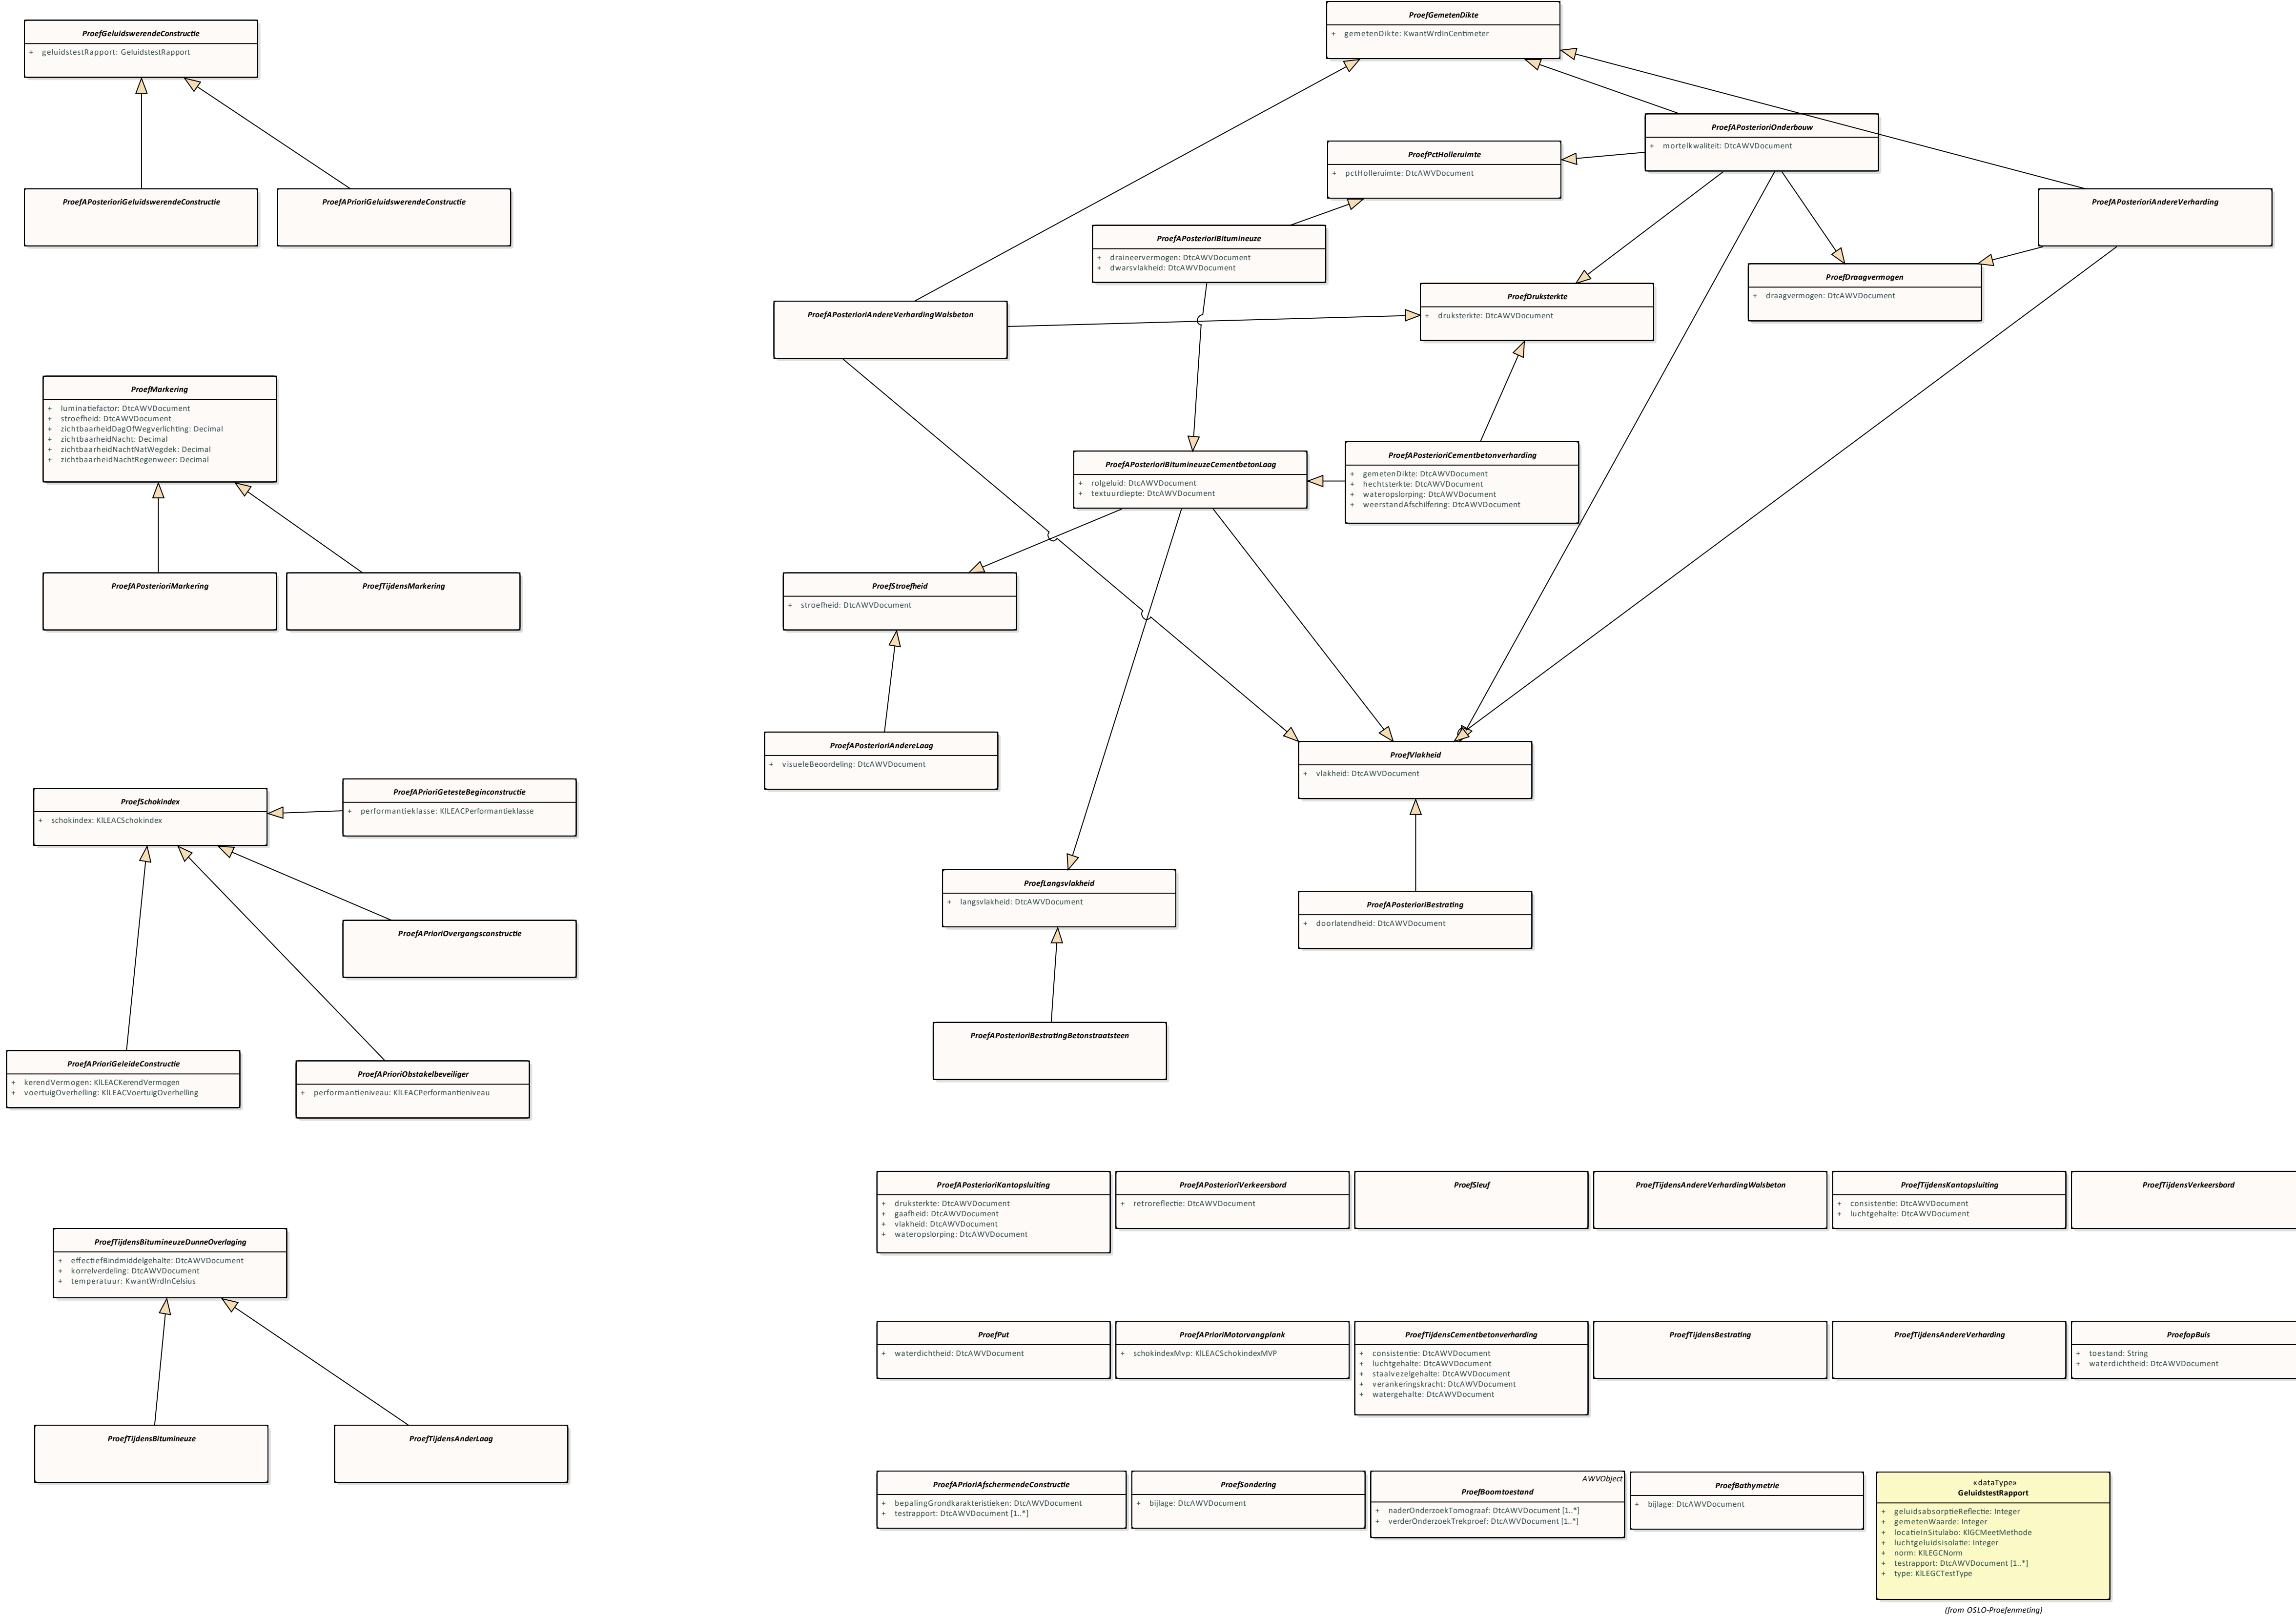 ProefGeluidswerendeConstructie
+ geluidstestRapport: GeluidstestRapport
ProefAPosterioriGeluidswerendeConstructie
ProefAPrioriGeluidswerendeConstructie
ProefMarkering
+ luminatiefactor: DtcAWVDocument
+ stroefheid: DtcAWVDocument
+ zichtbaarheidDagOfWegverlichting: Decimal
+ zichtbaarheidNacht: Decimal
+ zichtbaarheidNachtNatWegdek: Decimal
+ zichtbaarheidNachtRegenweer: Decimal
ProefAPosterioriMarkering
ProefTijdensMarkering
ProefSchokindex
+ schokindex: KlLEACSchokindex
ProefAPrioriGetesteBeginconstructie
+ performantieklasse: KlLEACPerformantieklasse
ProefAPrioriOvergangsconstructie
ProefAPrioriGeleideConstructie
+ kerendVermogen: KlLEACKerendVermogen
+ voertuigOverhelling: KlLEACVoertuigOverhelling
ProefAPrioriObstakelbeveiliger
+ performantieniveau: KlLEACPerformantieniveau
ProefTijdensBitumineuzeDunneOverlaging
+ effectiefBindmiddelgehalte: DtcAWVDocument
+ korrelverdeling: DtcAWVDocument
+ temperatuur: KwantWrdInCelsius
ProefTijdensBitumineuze
ProefTijdensAnderLaag
ProefGemetenDikte
+ gemetenDikte: KwantWrdInCentimeter
ProefAPosterioriOnderbouw
+ mortelkwaliteit: DtcAWVDocument
ProefPctHolleruimte
+ pctHolleruimte: DtcAWVDocument
ProefAPosterioriAndereVerharding
ProefAPosterioriBitumineuze
+ draineervermogen: DtcAWVDocument
+ dwarsvlakheid: DtcAWVDocument
ProefDraagvermogen
+ draagvermogen: DtcAWVDocument
ProefDruksterkte
+ druksterkte: DtcAWVDocument
ProefAPosterioriAndereVerhardingWalsbeton
ProefAPosterioriBitumineuzeCementbetonLaag
+ rolgeluid: DtcAWVDocument
+ textuurdiepte: DtcAWVDocument
ProefAPosterioriCementbetonverharding
+ gemetenDikte: DtcAWVDocument
+ hechtsterkte: DtcAWVDocument
+ wateropslorping: DtcAWVDocument
+ weerstandAfschilfering: DtcAWVDocument
ProefStroefheid
+ stroefheid: DtcAWVDocument
ProefAPosterioriAndereLaag
+ visueleBeoordeling: DtcAWVDocument
ProefVlakheid
+ vlakheid: DtcAWVDocument
ProefLangsvlakheid
+ langsvlakheid: DtcAWVDocument
ProefAPosterioriBestrating
+ doorlatendheid: DtcAWVDocument
ProefAPosterioriBestratingBetonstraatsteen
ProefAPosterioriKantopsluiting
+ druksterkte: DtcAWVDocument
+ gaafheid: DtcAWVDocument
+ vlakheid: DtcAWVDocument
+ wateropslorping: DtcAWVDocument
ProefAPosterioriVerkeersbord
+ retroreflectie: DtcAWVDocument
ProefSleuf
ProefTijdensAndereVerhardingWalsbeton
ProefTijdensKantopsluiting
+ consistentie: DtcAWVDocument
+ luchtgehalte: DtcAWVDocument
ProefTijdensVerkeersbord
ProefPut
+ waterdichtheid: DtcAWVDocument
ProefAPrioriMotorvangplank
+ schokindexMvp: KlLEACSchokindexMVP
ProefTijdensCementbetonverharding
+ consistentie: DtcAWVDocument
+ luchtgehalte: DtcAWVDocument
+ staalvezelgehalte: DtcAWVDocument
+ verankeringskracht: DtcAWVDocument
+ watergehalte: DtcAWVDocument
ProefTijdensBestrating
ProefTijdensAndereVerharding
ProefopBuis
+ toestand: String
+ waterdichtheid: DtcAWVDocument
ProefAPrioriAfschermendeConstructie
+ bepalingGrondkarakteristieken: DtcAWVDocument
+ testrapport: DtcAWVDocument [1..*]
ProefSondering
+ bijlage: DtcAWVDocument
AWVObject
ProefBoomtoestand
+ naderOnderzoekTomograaf: DtcAWVDocument [1..*]
+ verderOnderzoekTrekproef: DtcAWVDocument [1..*]
ProefBathymetrie
+ bijlage: DtcAWVDocument
«dataType»
GeluidstestRapport
+ geluidsabsorptieReflectie: Integer
+ gemetenWaarde: Integer
+ locatieInSitulabo: KlGCMeetMethode
+ luchtgeluidsisolatie: Integer
+ norm: KlLEGCNorm
+ testrapport: DtcAWVDocument [1..*]
+ type: KlLEGCTestType
(from OSLO-Proefenmeting)